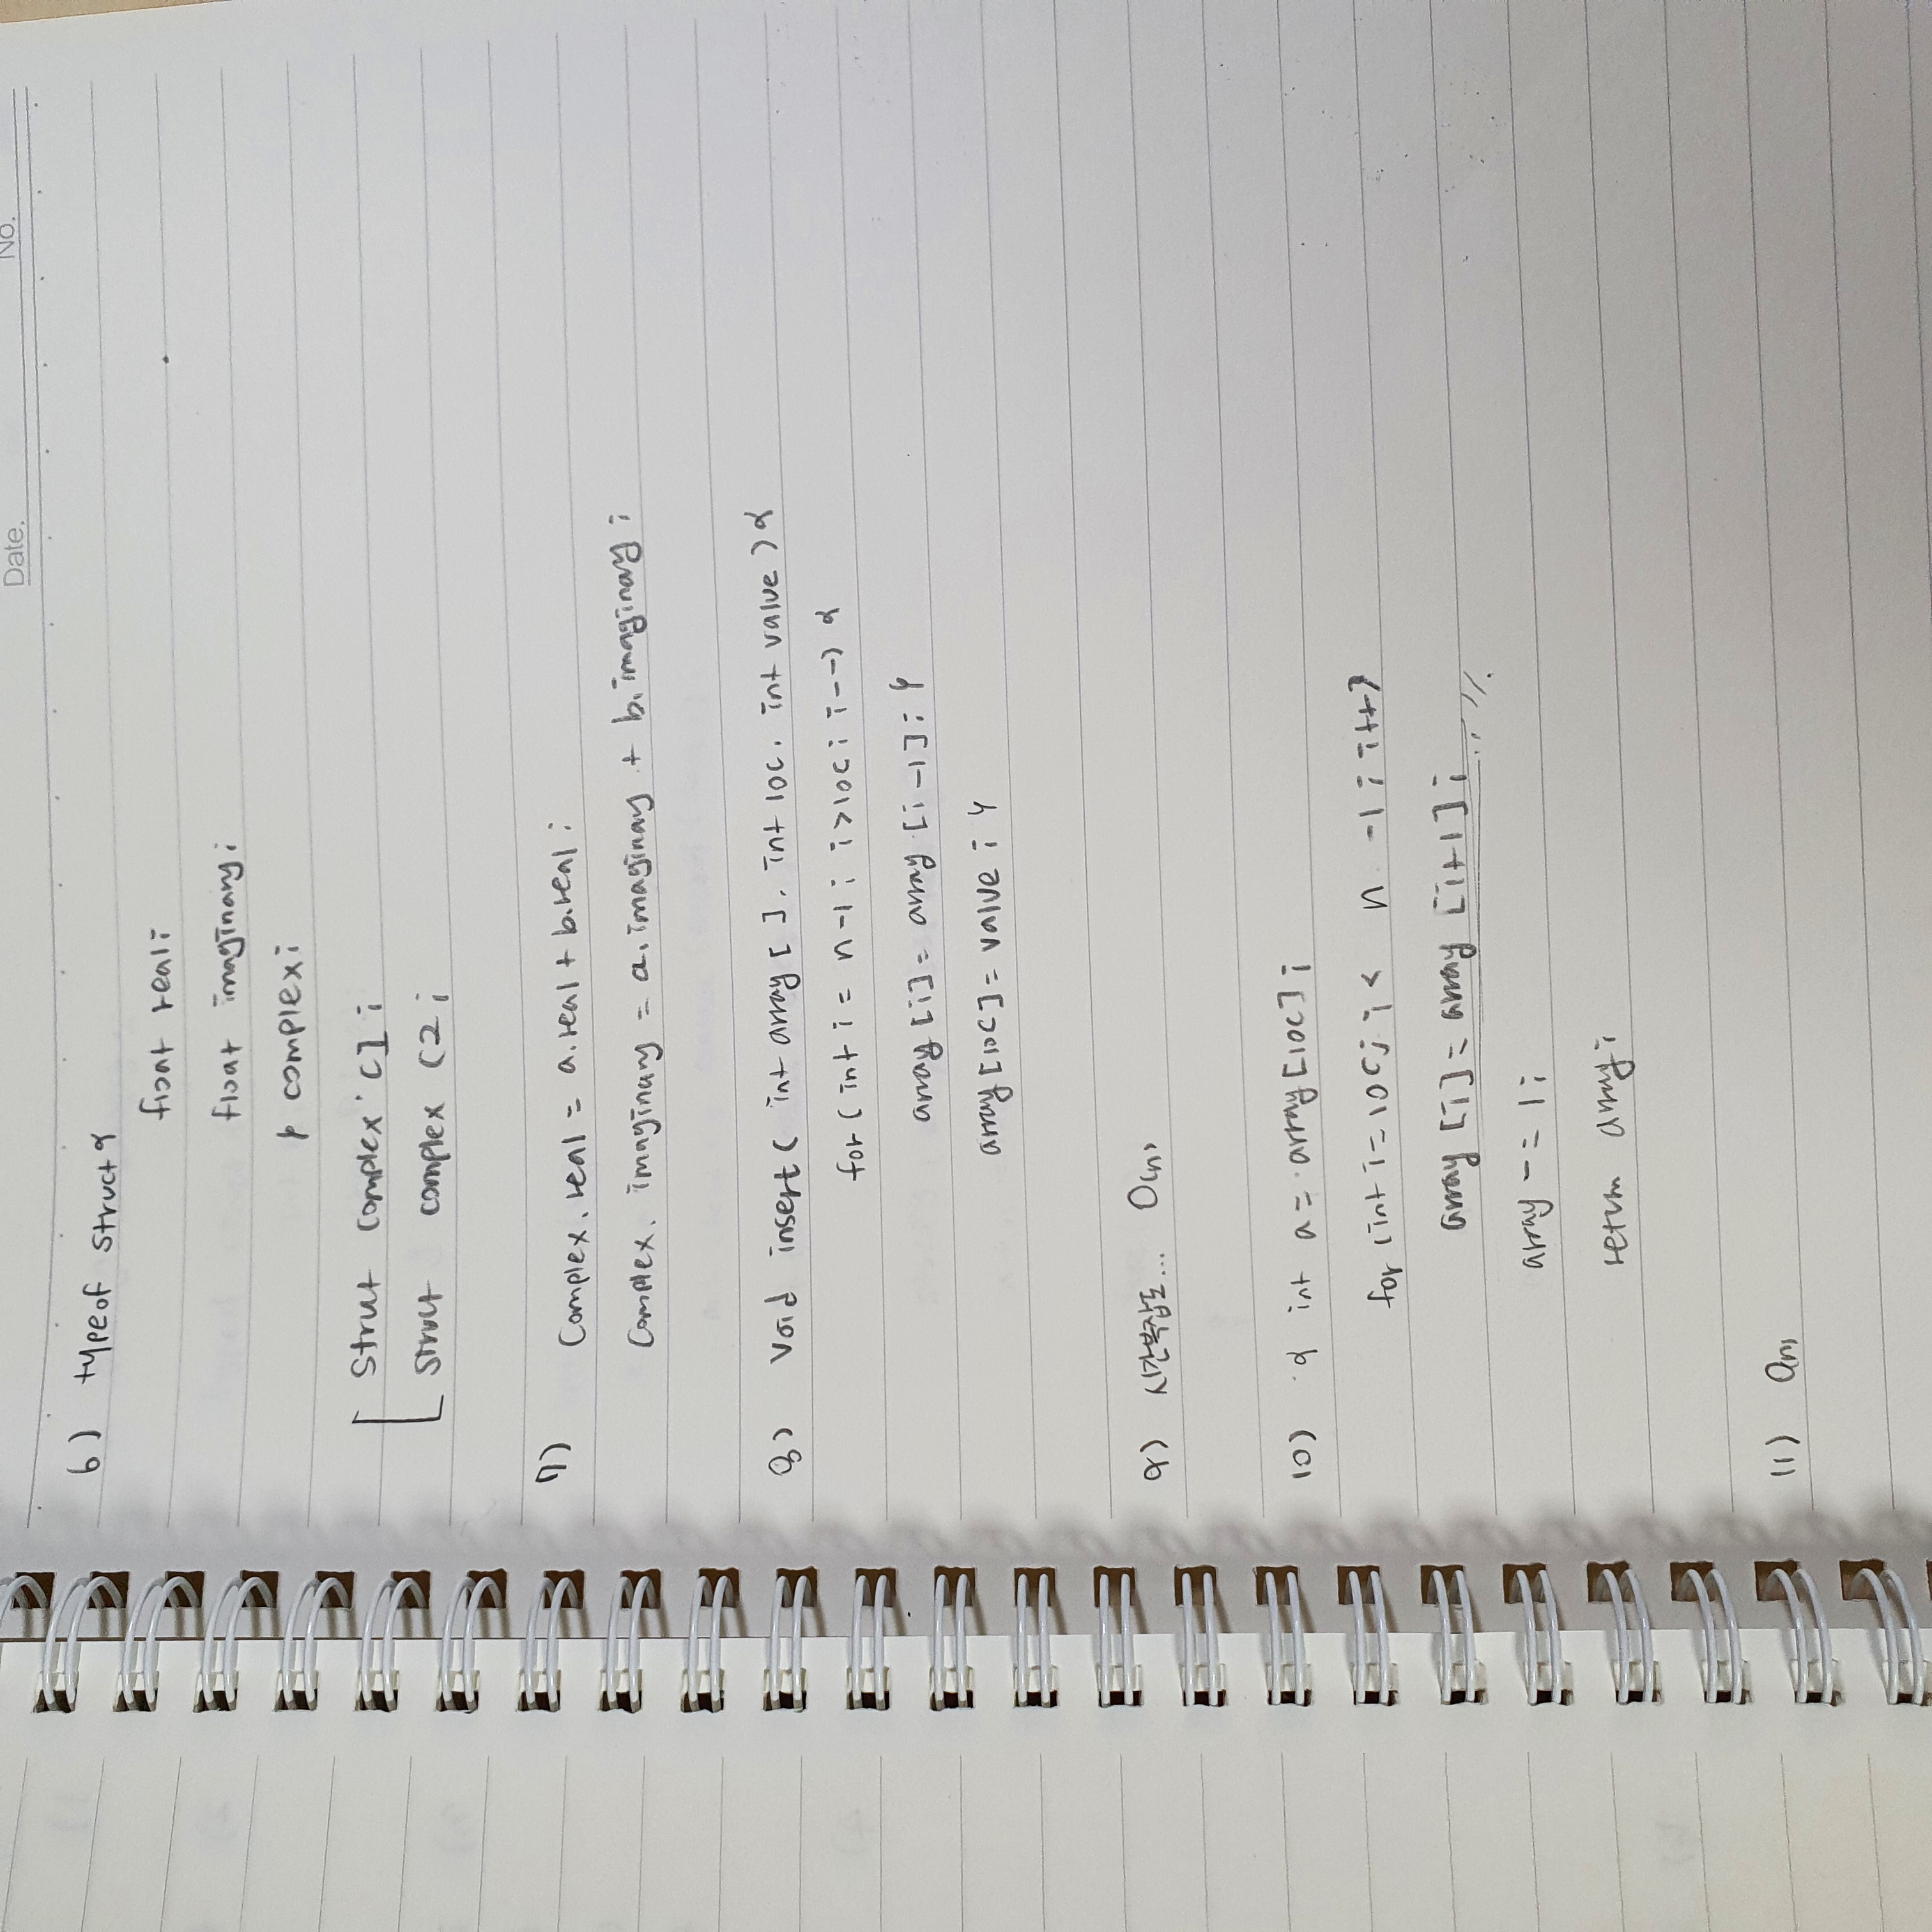 Date. No.
6) typeof struct {
float real;
float imaginary;
} complex;
Strut complex c1;
struct complex c2;
7) Complex.real = a.real + b.real;
Complex.imaginary = a.imaginay + b.imaginary;
8) void insert( int array[ ], int loc, int value ) {
for ( int i = n-1; i>loc; i--) {
array [i] = array [i-1]; }
array [loc] = value; }
9) 시간복잡도... O(n)
10) { int a = array[loc];
for (int i = loc; i < n -1; i++)
array [i] = array [i+1];
array -= 1;
return array;
11) O(n)